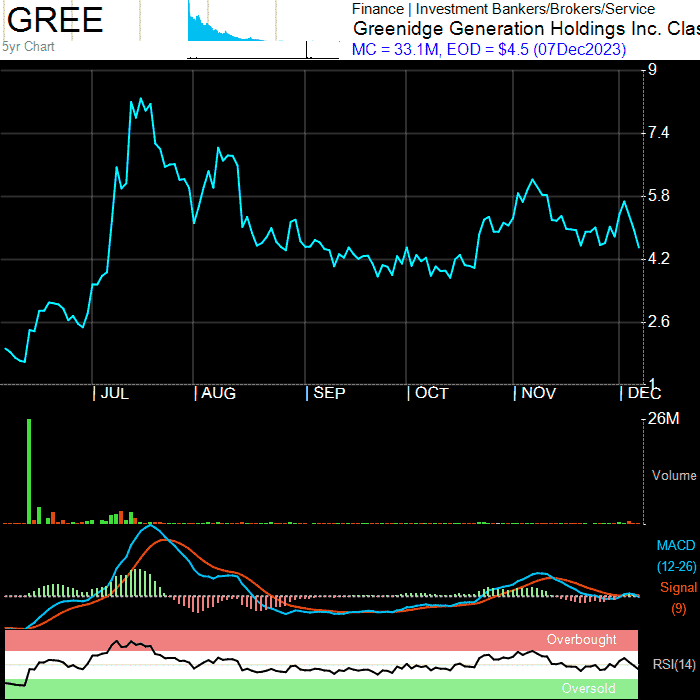 GREE
5yr Chart
Finance | Investment Bankers/Brokers/Service
Greenidge Generation Holdings Inc. Clas
MC = 33.1M, EOD = $4.5 (07Dec2023)
9
7.4
5.8
4.2
2.6
1
| JUL | AUG | SEP | OCT | NOV | DEC
26M
Volume
MACD
(12-26)
Signal
(9)
Overbought
RSI(14)
Oversold